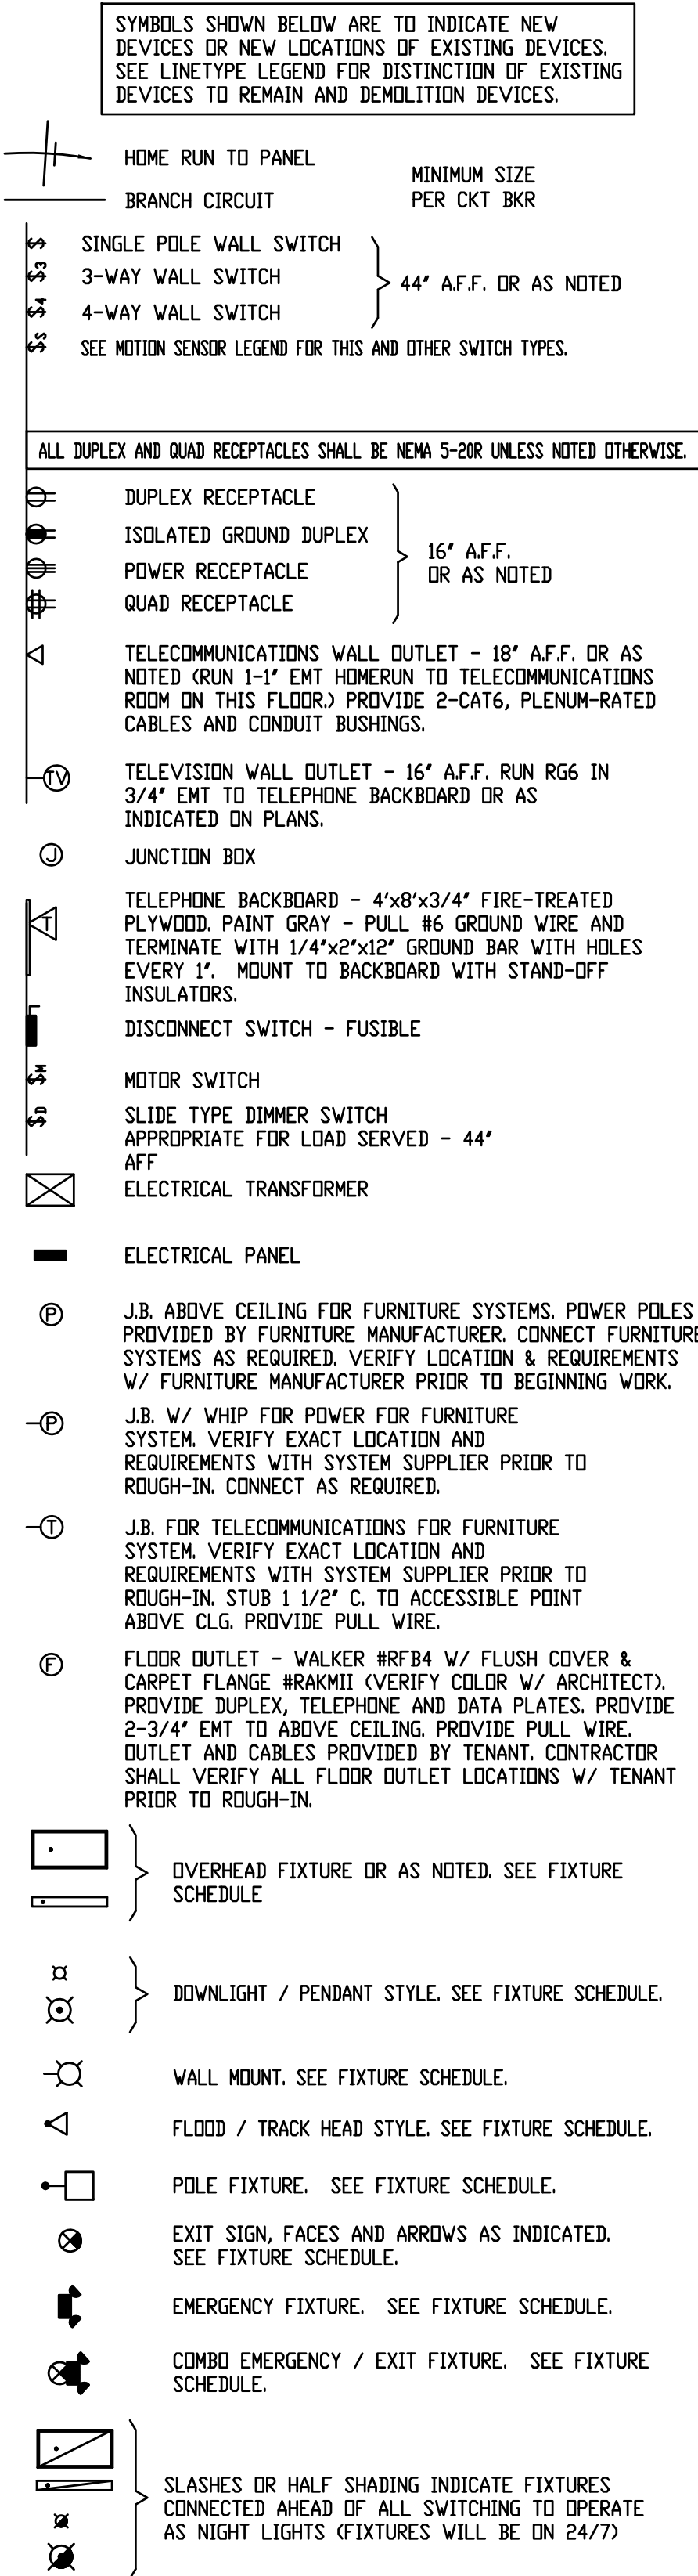 SYMBOLS SHOWN BELOW ARE TO INDICATE NEW
DEVICES OR NEW LOCATIONS OF EXISTING DEVICES.
SEE LINETYPE LEGEND FOR DISTINCTION OF EXISTING
DEVICES TO REMAIN AND DEMOLITION DEVICES.
HOME RUN TO PANEL
BRANCH CIRCUIT
MINIMUM SIZE
PER CKT BKR
$ SINGLE POLE WALL SWITCH
$3 3-WAY WALL SWITCH
$4 4-WAY WALL SWITCH
44" A.F.F. OR AS NOTED
$S SEE MOTION SENSOR LEGEND FOR THIS AND OTHER SWITCH TYPES.
ALL DUPLEX AND QUAD RECEPTACLES SHALL BE NEMA 5-20R UNLESS NOTED OTHERWISE.
DUPLEX RECEPTACLE
ISOLATED GROUND DUPLEX
POWER RECEPTACLE
QUAD RECEPTACLE
16" A.F.F.
OR AS NOTED
TELECOMMUNICATIONS WALL OUTLET - 18" A.F.F. OR AS
NOTED (RUN 1-1" EMT HOMERUN TO TELECOMMUNICATIONS
ROOM ON THIS FLOOR.) PROVIDE 2-CAT6, PLENUM-RATED
CABLES AND CONDUIT BUSHINGS.
TV TELEVISION WALL OUTLET - 16" A.F.F. RUN RG6 IN
3/4" EMT TO TELEPHONE BACKBOARD OR AS
INDICATED ON PLANS.
J JUNCTION BOX
TELEPHONE BACKBOARD - 4'x8'x3/4" FIRE-TREATED
T PLYWOOD. PAINT GRAY - PULL #6 GROUND WIRE AND
TERMINATE WITH 1/4"x2"x12" GROUND BAR WITH HOLES
EVERY 1". MOUNT TO BACKBOARD WITH STAND-OFF
INSULATORS.
DISCONNECT SWITCH - FUSIBLE
$M MOTOR SWITCH
$D SLIDE TYPE DIMMER SWITCH
APPROPRIATE FOR LOAD SERVED - 44"
AFF
ELECTRICAL TRANSFORMER
ELECTRICAL PANEL
P J.B. ABOVE CEILING FOR FURNITURE SYSTEMS. POWER POLES
PROVIDED BY FURNITURE MANUFACTURER. CONNECT FURNITURE
SYSTEMS AS REQUIRED. VERIFY LOCATION & REQUIREMENTS
W/ FURNITURE MANUFACTURER PRIOR TO BEGINNING WORK.
P J.B. W/ WHIP FOR POWER FOR FURNITURE
SYSTEM. VERIFY EXACT LOCATION AND
REQUIREMENTS WITH SYSTEM SUPPLIER PRIOR TO
ROUGH-IN. CONNECT AS REQUIRED.
T J.B. FOR TELECOMMUNICATIONS FOR FURNITURE
SYSTEM. VERIFY EXACT LOCATION AND
REQUIREMENTS WITH SYSTEM SUPPLIER PRIOR TO
ROUGH-IN. STUB 1 1/2" C. TO ACCESSIBLE POINT
ABOVE CLG. PROVIDE PULL WIRE.
F FLOOR OUTLET - WALKER #RFB4 W/ FLUSH COVER &
CARPET FLANGE #RAKMII (VERIFY COLOR W/ ARCHITECT).
PROVIDE DUPLEX, TELEPHONE AND DATA PLATES. PROVIDE
2-3/4" EMT TO ABOVE CEILING. PROVIDE PULL WIRE.
OUTLET AND CABLES PROVIDED BY TENANT. CONTRACTOR
SHALL VERIFY ALL FLOOR OUTLET LOCATIONS W/ TENANT
PRIOR TO ROUGH-IN.
OVERHEAD FIXTURE OR AS NOTED. SEE FIXTURE
SCHEDULE
DOWNLIGHT / PENDANT STYLE. SEE FIXTURE SCHEDULE.
WALL MOUNT. SEE FIXTURE SCHEDULE.
FLOOD / TRACK HEAD STYLE. SEE FIXTURE SCHEDULE.
POLE FIXTURE. SEE FIXTURE SCHEDULE.
EXIT SIGN, FACES AND ARROWS AS INDICATED.
SEE FIXTURE SCHEDULE.
EMERGENCY FIXTURE. SEE FIXTURE SCHEDULE.
COMBO EMERGENCY / EXIT FIXTURE. SEE FIXTURE
SCHEDULE.
SLASHES OR HALF SHADING INDICATE FIXTURES
CONNECTED AHEAD OF ALL SWITCHING TO OPERATE
AS NIGHT LIGHTS (FIXTURES WILL BE ON 24/7)